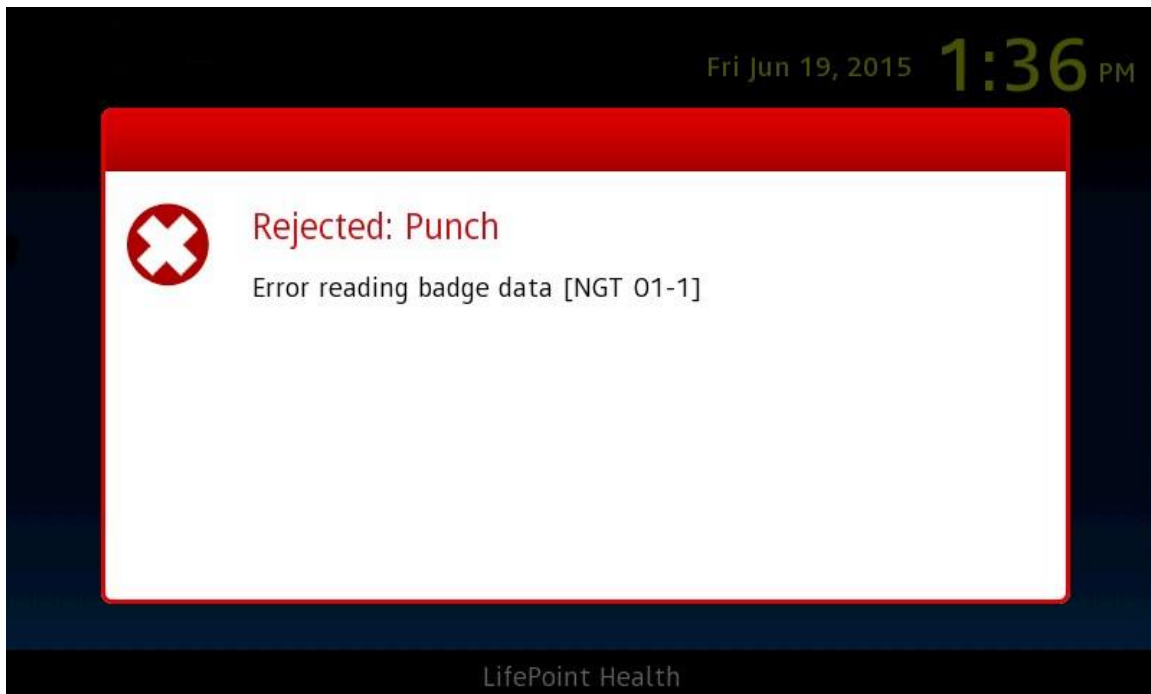 Fri Jun 19, 2015 1:36 PM
Rejected: Punch
Error reading badge data [NGT 01-1]
LifePoint Health